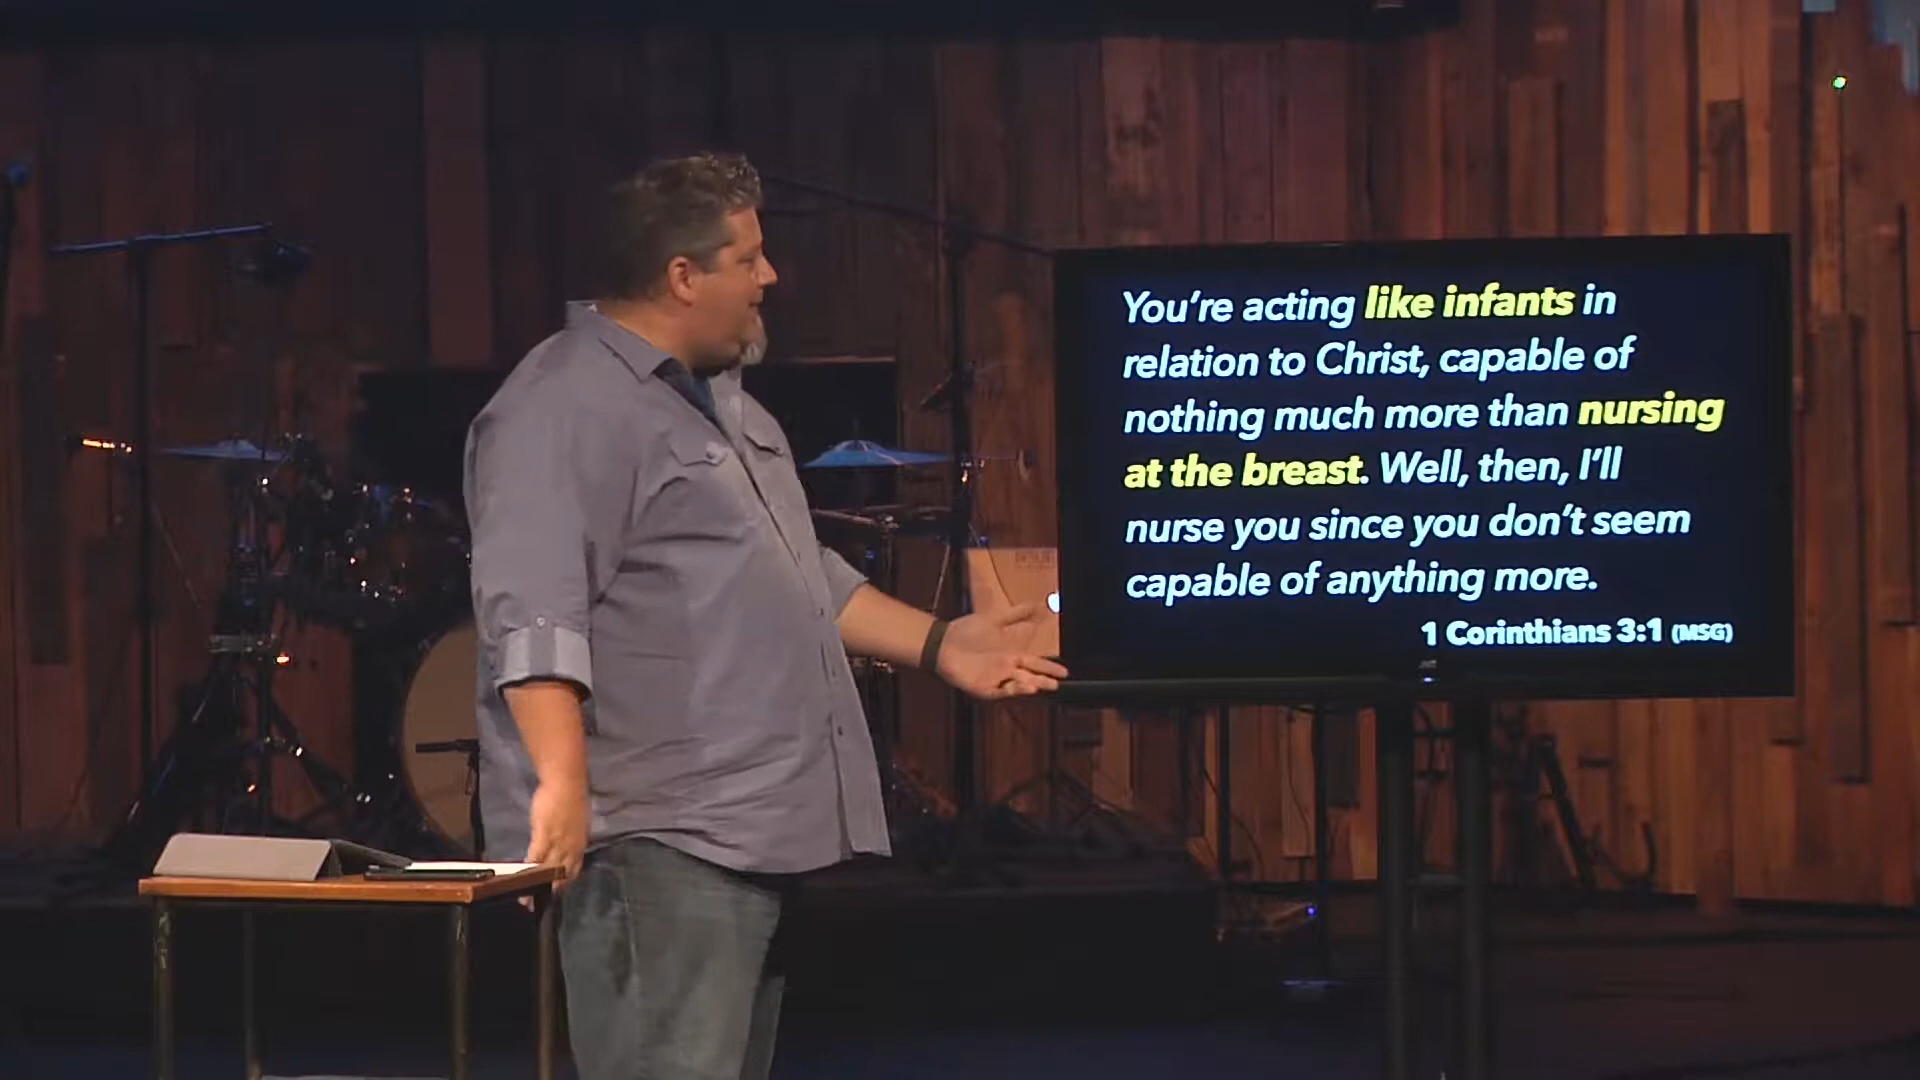 You’re acting like infants in
relation to Christ, capable of
nothing much more than nursing
at the breast. Well, then, I’ll
nurse you since you don’t seem
capable of anything more.
1 Corinthians 3:1 (MSG)